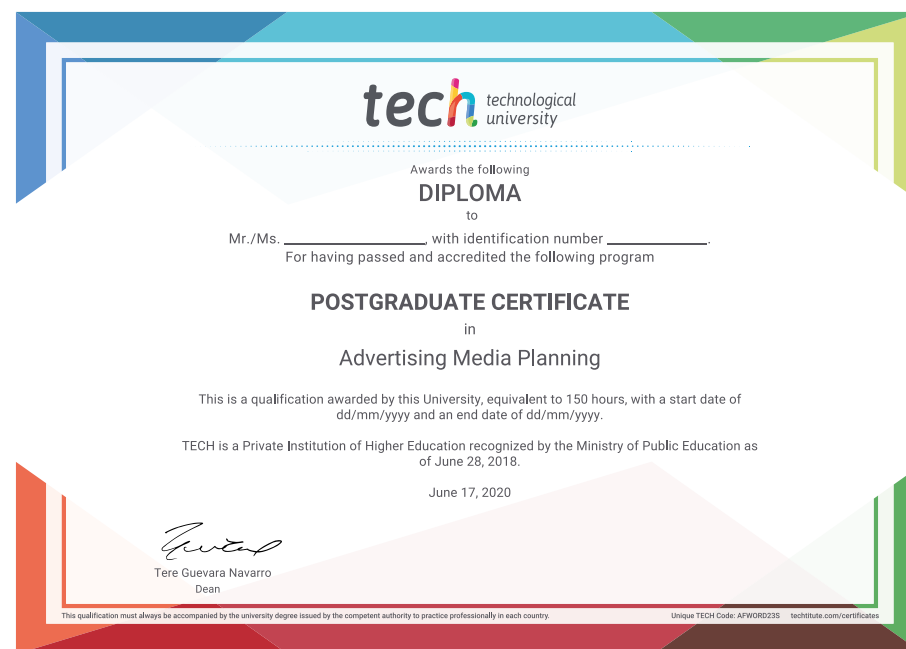 tech technological
university
Awards the following
DIPLOMA
to
Mr./Ms. ____________, with identification number ____________.
For having passed and accredited the following program
POSTGRADUATE CERTIFICATE
in
Advertising Media Planning
This is a qualification awarded by this University, equivalent to 150 hours, with a start date of
dd/mm/yyyy and an end date of dd/mm/yyyy.
TECH is a Private Institution of Higher Education recognized by the Ministry of Public Education as
of June 28, 2018.
June 17, 2020
Tere Guevara Navarro
Dean
This qualification must always be accompanied by the university degree issued by the competent authority to practice professionally in each country.
Unique TECH Code: AFWORD23S techtitute.com/certificates